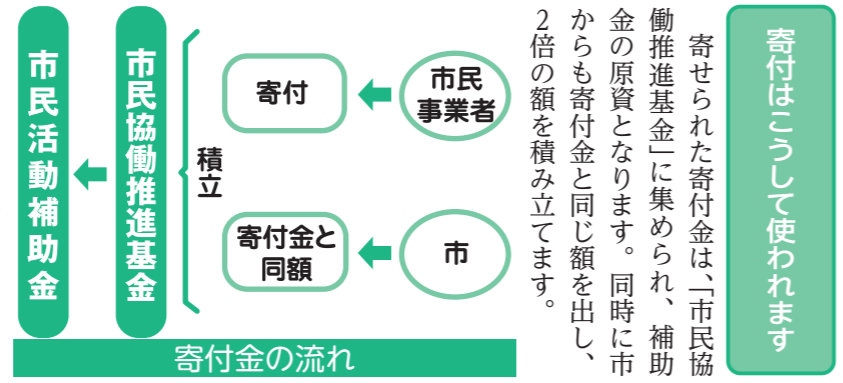 寄付はこうして使われます
寄せられた寄付金は、「市民協
働推進基金」に集められ、補助
金の原資となります。同時に市
からも寄付金と同じ額を出し、
2倍の額を積み立てます。
市民
事業者
寄付
市
寄付金と
同額
積立
市民協働推進基金
市民活動補助金
寄付金の流れ